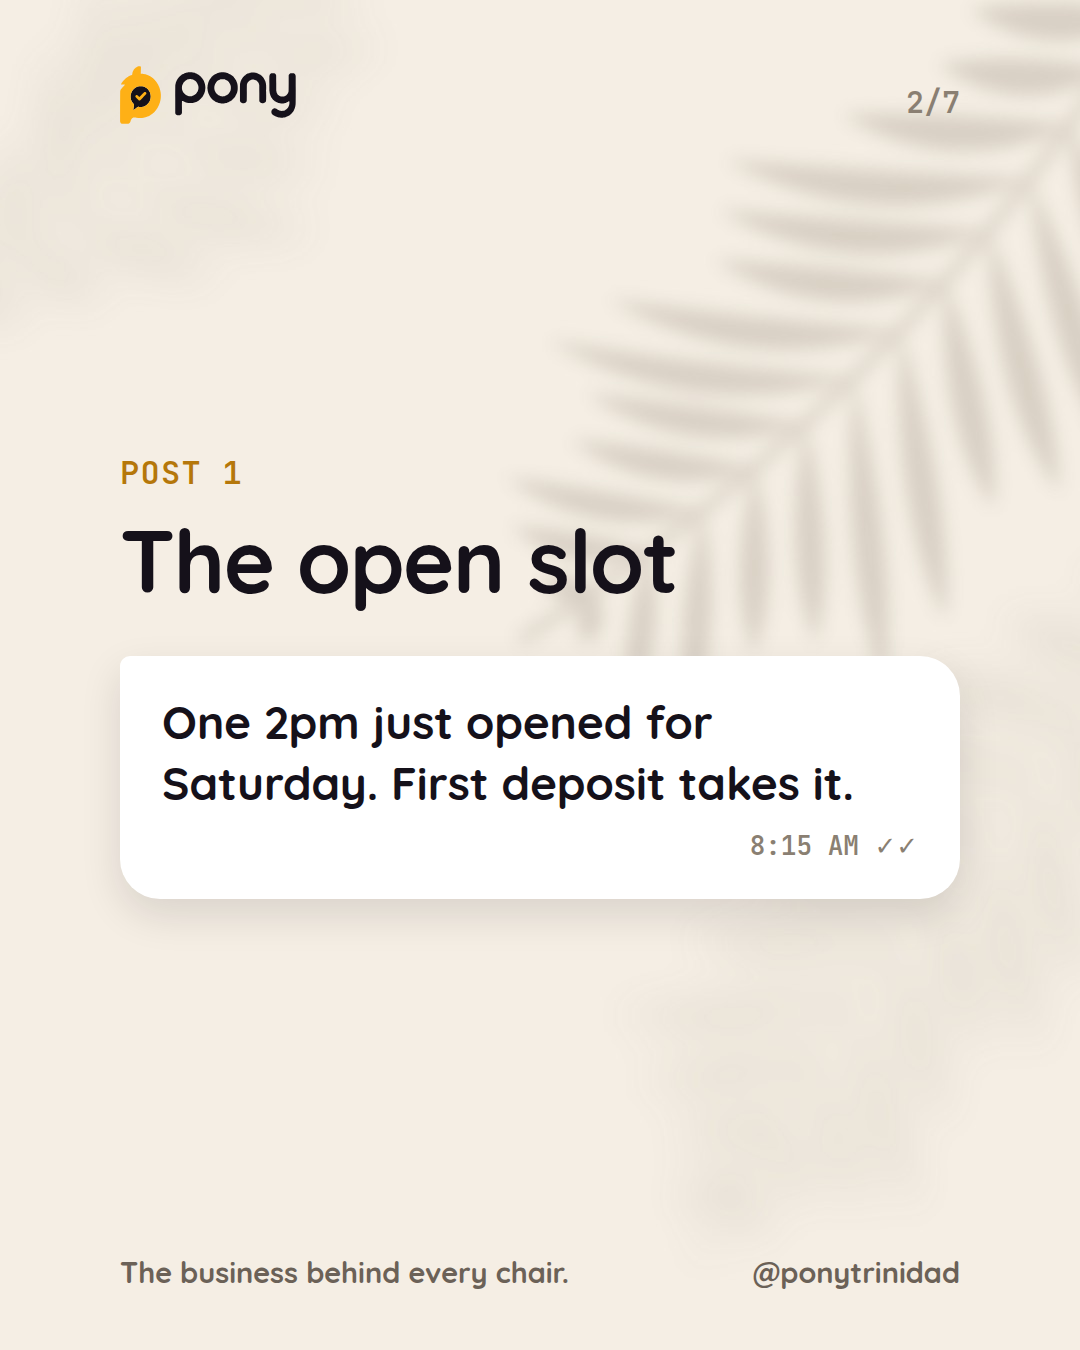 pony
2/7
POST 1
The open slot
One 2pm just opened for
Saturday. First deposit takes it.
8:15 AM ✓✓
The business behind every chair.
@ponytrinidad